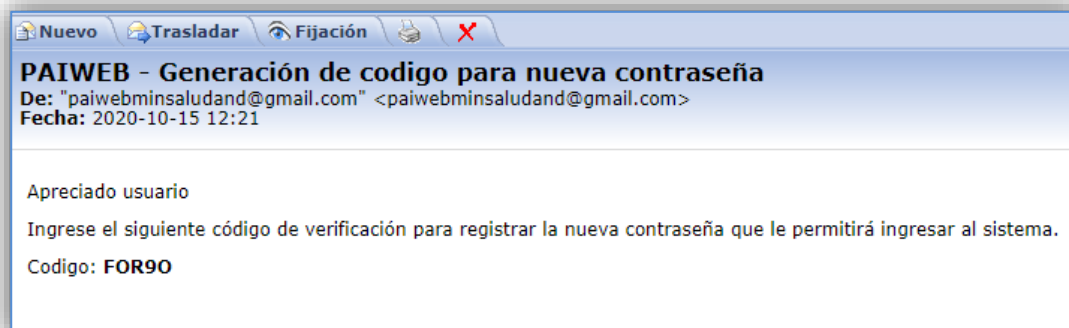 Nuevo Trasladar Fijación
PAIWEB - Generación de codigo para nueva contraseña
De: "paiwebminsaludand@gmail.com" <paiwebminsaludand@gmail.com>
Fecha: 2020-10-15 12:21
Apreciado usuario
Ingrese el siguiente código de verificación para registrar la nueva contraseña que le permitirá ingresar al sistema.
Codigo: FOR9O